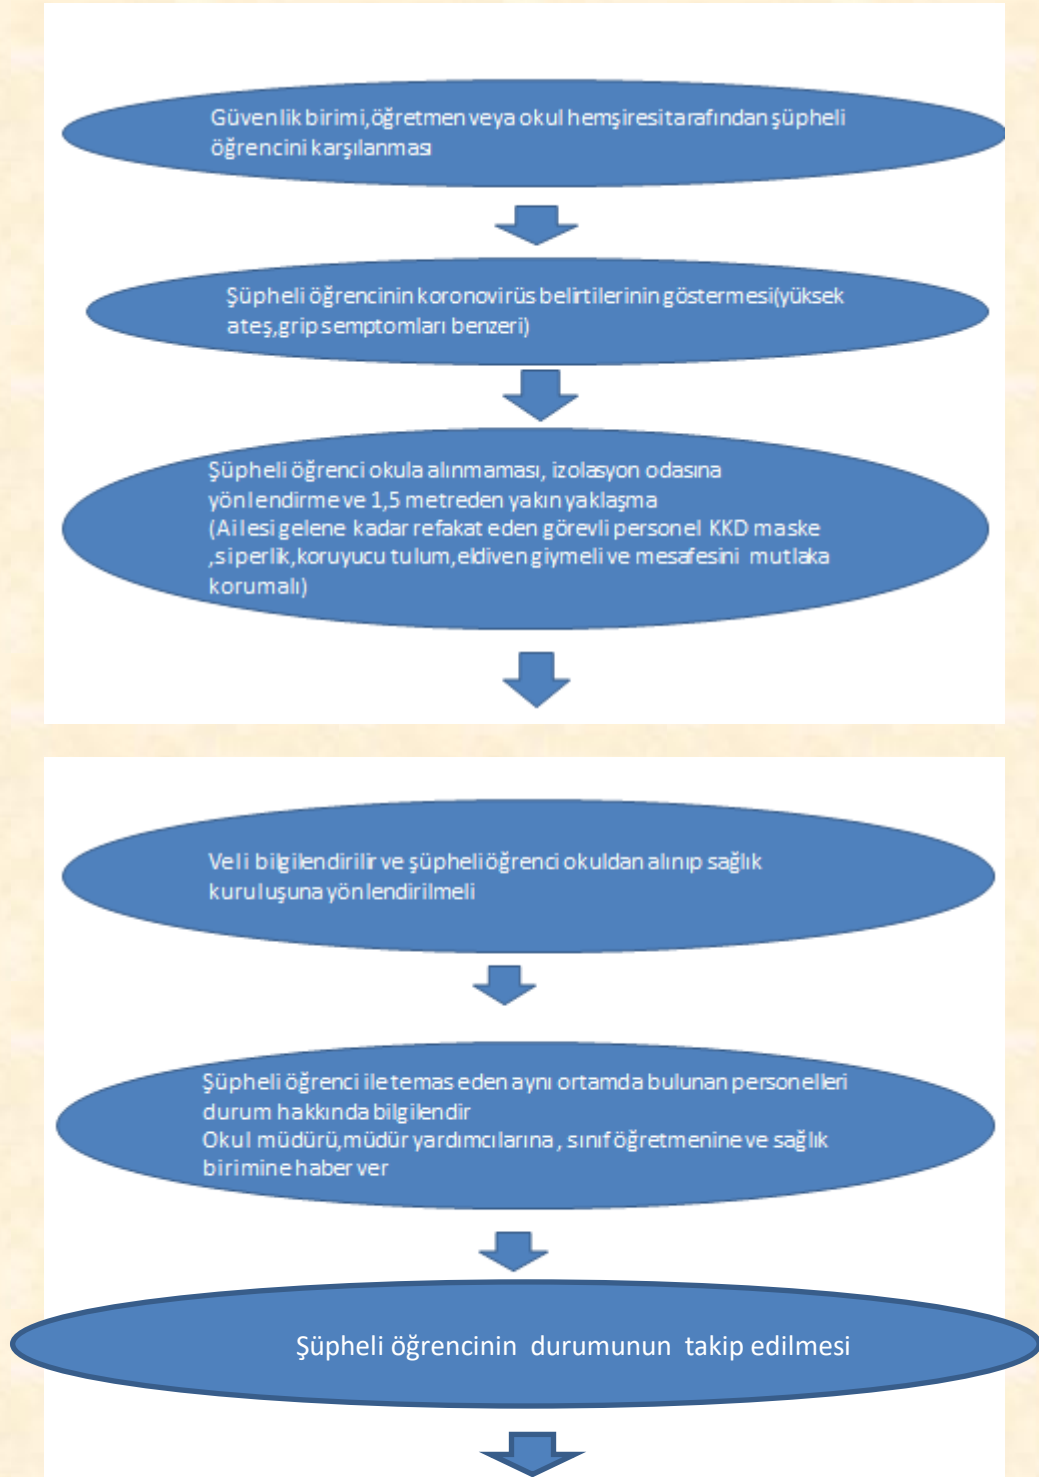 Güvenlik birimi,öğretmen veya okul hemşiresi tarafından şüpheli
öğrencini karşılanması
Şüpheli öğrencinin koronovirüs belirtilerinin göstermesi(yüksek
ateş,grip semptomları benzeri)
Şüpheli öğrenci okula alınmaması, izolasyon odasına
yönlendirme ve 1,5 metreden yakın yaklaşma
(Ailesi gelene kadar refakat eden görevli personel KKD maske
,siperlik,koruyucu tulum,eldiven giymeli ve mesafesini mutlaka
korumalı)
Veli bilgilendirilir ve şüpheli öğrenci okuldan alınıp sağlık
kuruluşuna yönlendirilmeli
Şüpheli öğrenci ile temas eden aynı ortamda bulunan personelleri
durum hakkında bilgilendir
Okul müdürü,müdür yardımcılarına , sınıf öğretmenine ve sağlık
birimine haber ver
Şüpheli öğrencinin durumunun takip edilmesi